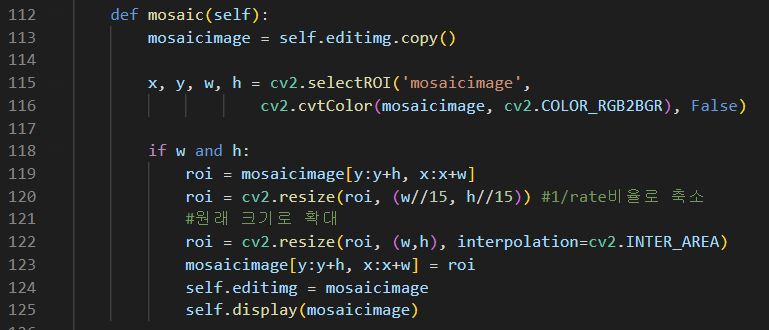 112 def mosaic(self):
113 mosaicimage = self.editimg.copy()
114
115 x, y, w, h = cv2.selectROI('mosaicimage',
116 cv2.cvtColor(mosaicimage, cv2.COLOR_RGB2BGR), False)
117
118 if w and h:
119 roi = mosaicimage[y:y+h, x:x+w]
120 roi = cv2.resize(roi, (w//15, h//15)) #1/rate비율로 축소
121 #원래 크기로 확대
122 roi = cv2.resize(roi, (w,h), interpolation=cv2.INTER_AREA)
123 mosaicimage[y:y+h, x:x+w] = roi
124 self.editimg = mosaicimage
125 self.display(mosaicimage)